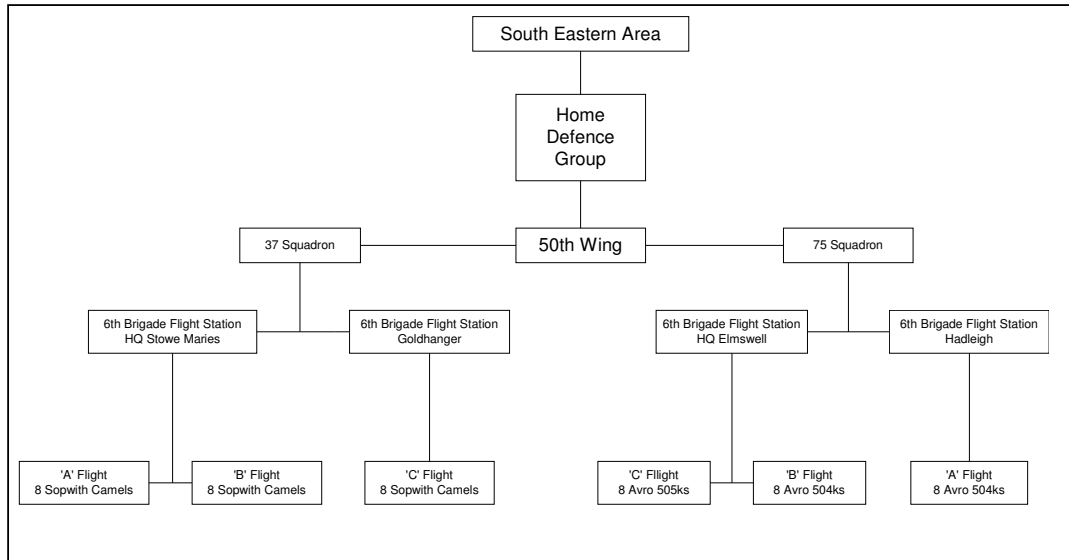 South Eastern Area
Home
Defence
Group
37 Squadron
50th Wing
75 Squadron
6th Brigade Flight Station
HQ Stowe Maries
6th Brigade Flight Station
Goldhanger
6th Brigade Flight Station
HQ Elmswell
6th Brigade Flight Station
Hadleigh
'A' Flight
8 Sopwith Camels
'B' Flight
8 Sopwith Camels
'C' Flight
8 Sopwith Camels
'C' Fllight
8 Avro 505ks
'B' Flight
8 Avro 504ks
'A' Flight
8 Avro 504ks